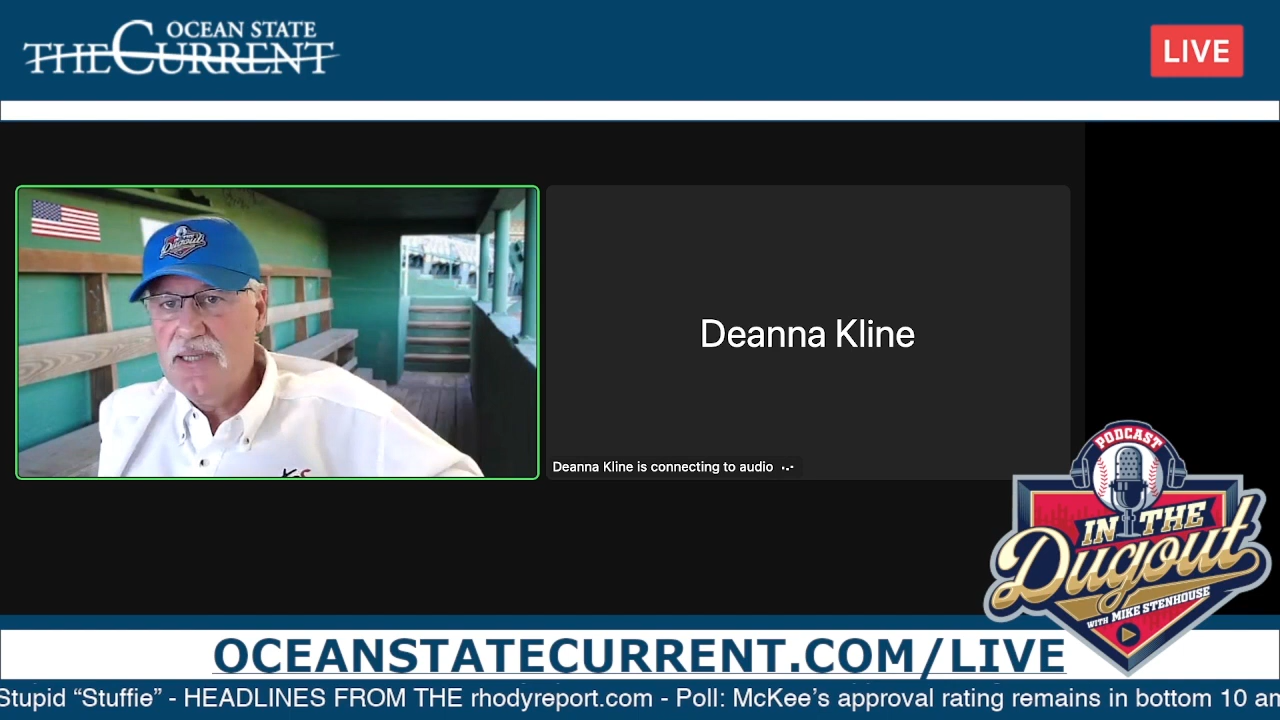 OCEAN STATE
THE CURRENT
LIVE
Dugout
Deanna Kline
Deanna Kline is connecting to audio
PODCAST
IN THE
Dugout
WITH MIKE STENHOUSE
OCEANSTATECURRENT.COM/LIVE
Stupid “Stuffie” - HEADLINES FROM THE rhodyreport.com - Poll: McKee’s approval rating remains in bottom 10 an